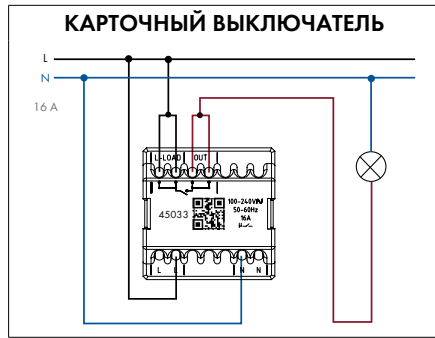 КАРТОЧНЫЙ ВЫКЛЮЧАТЕЛЬ
L
N
16 A
L-LOAD OUT
45033
100-240V
50-60Hz
16A
μ
L L N N